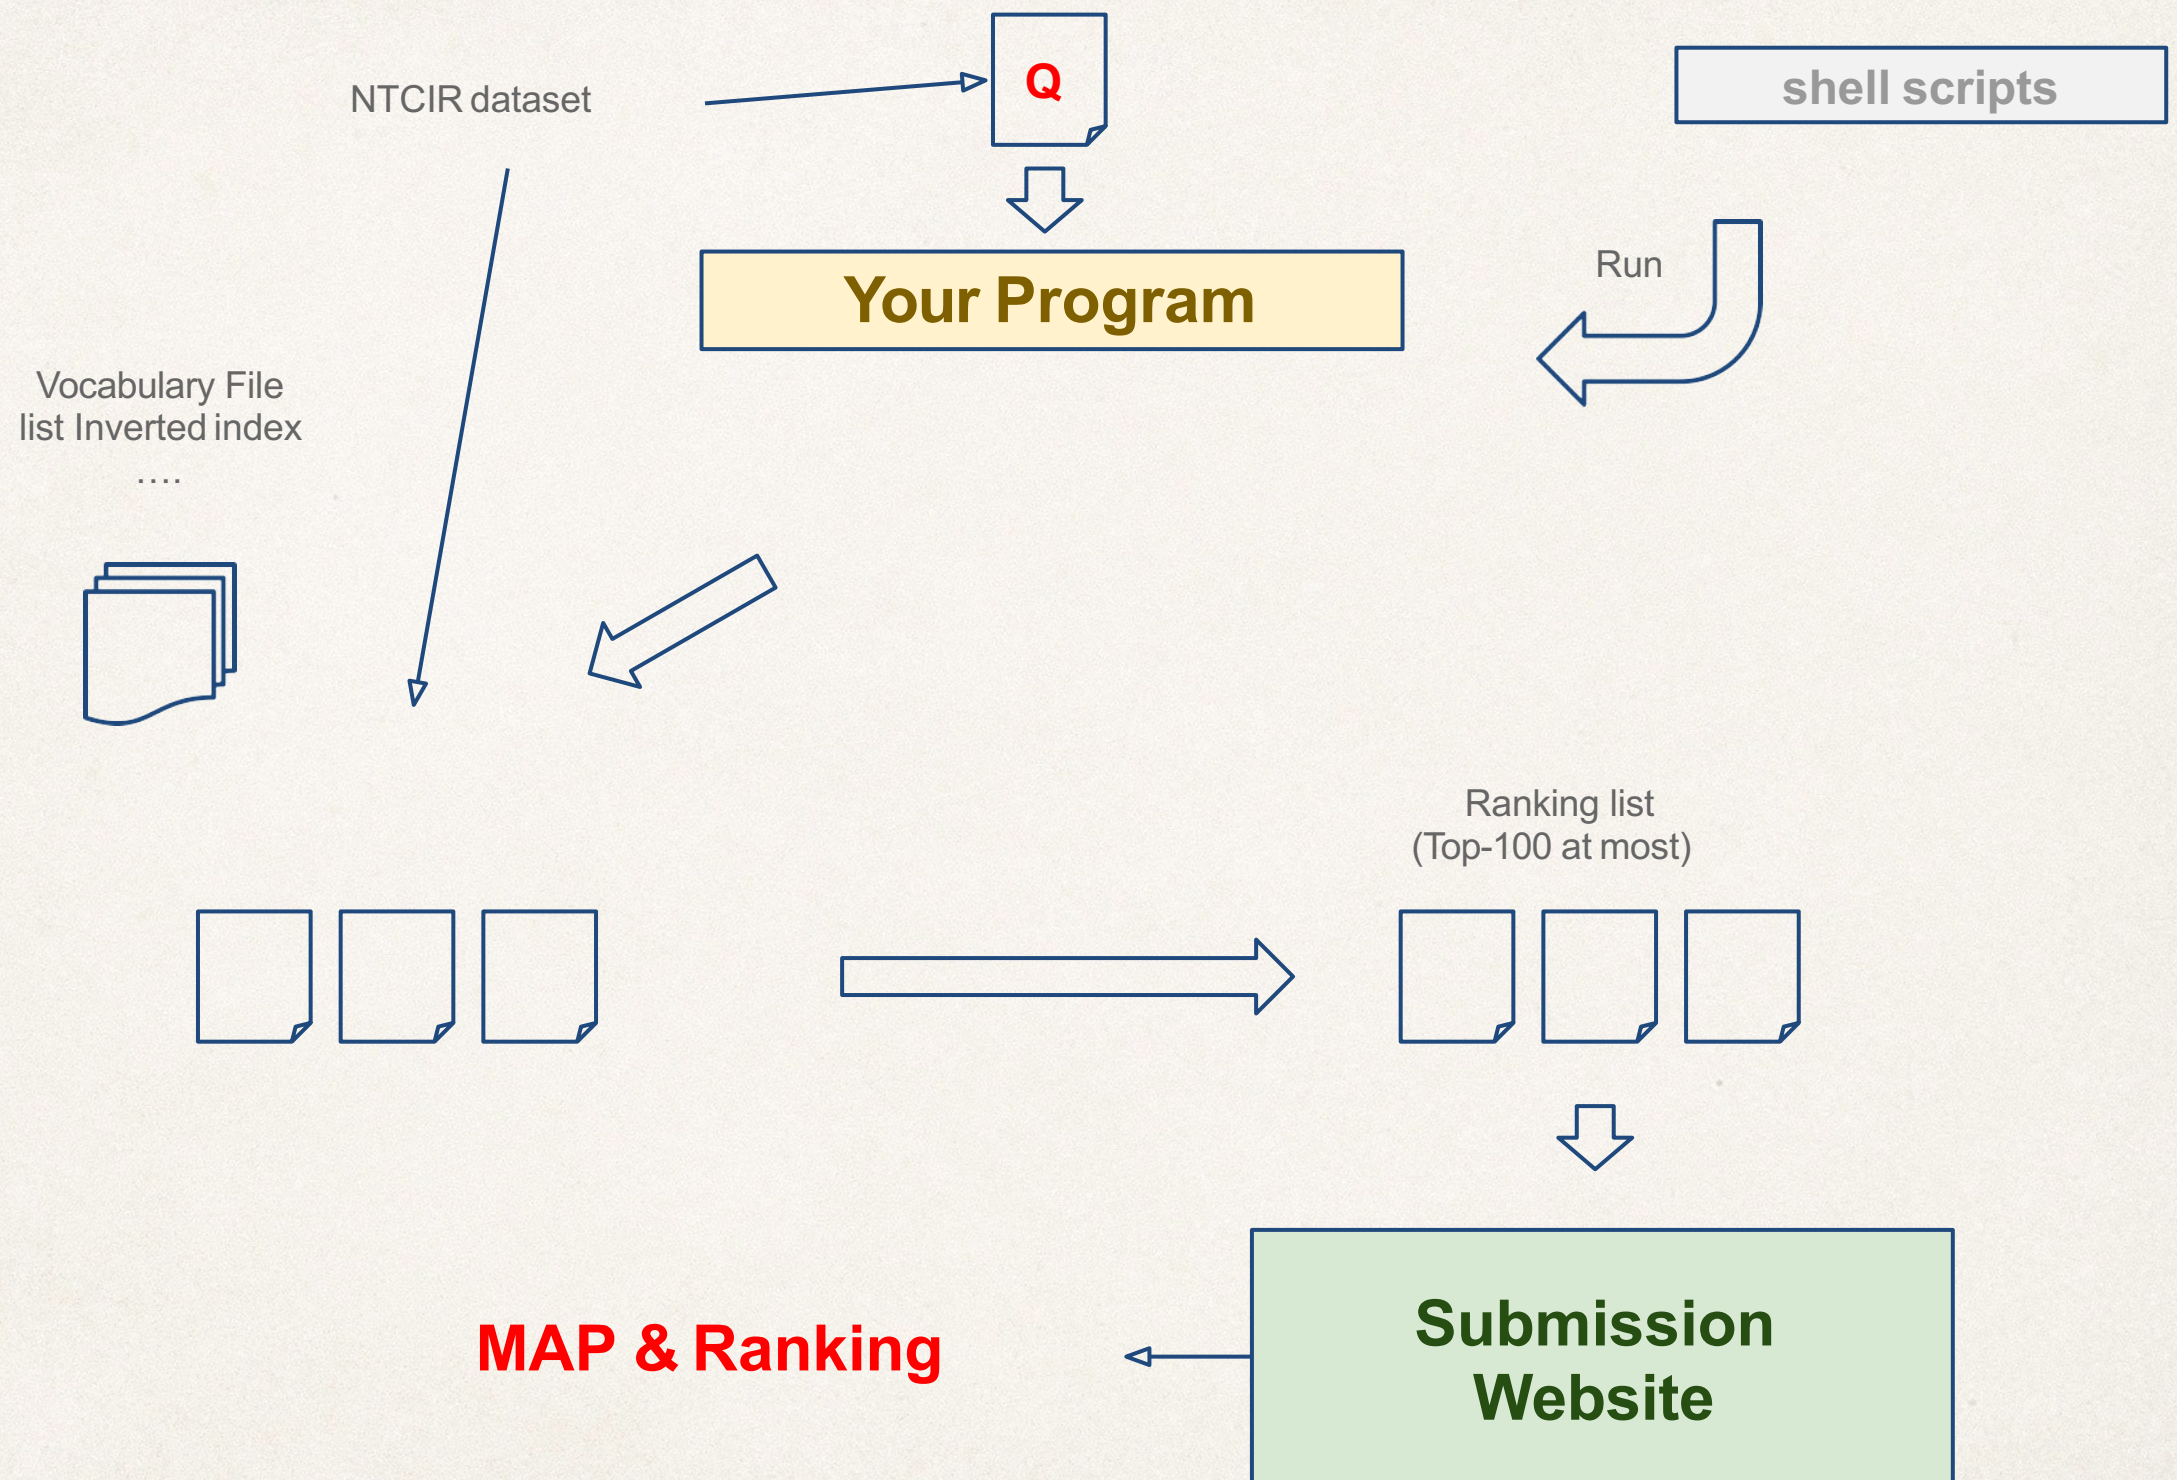 Q
shell scripts
NTCIR dataset
Run
Your Program
Vocabulary File
list Inverted index
....
Ranking list
(Top-100 at most)
Submission
Website
MAP & Ranking